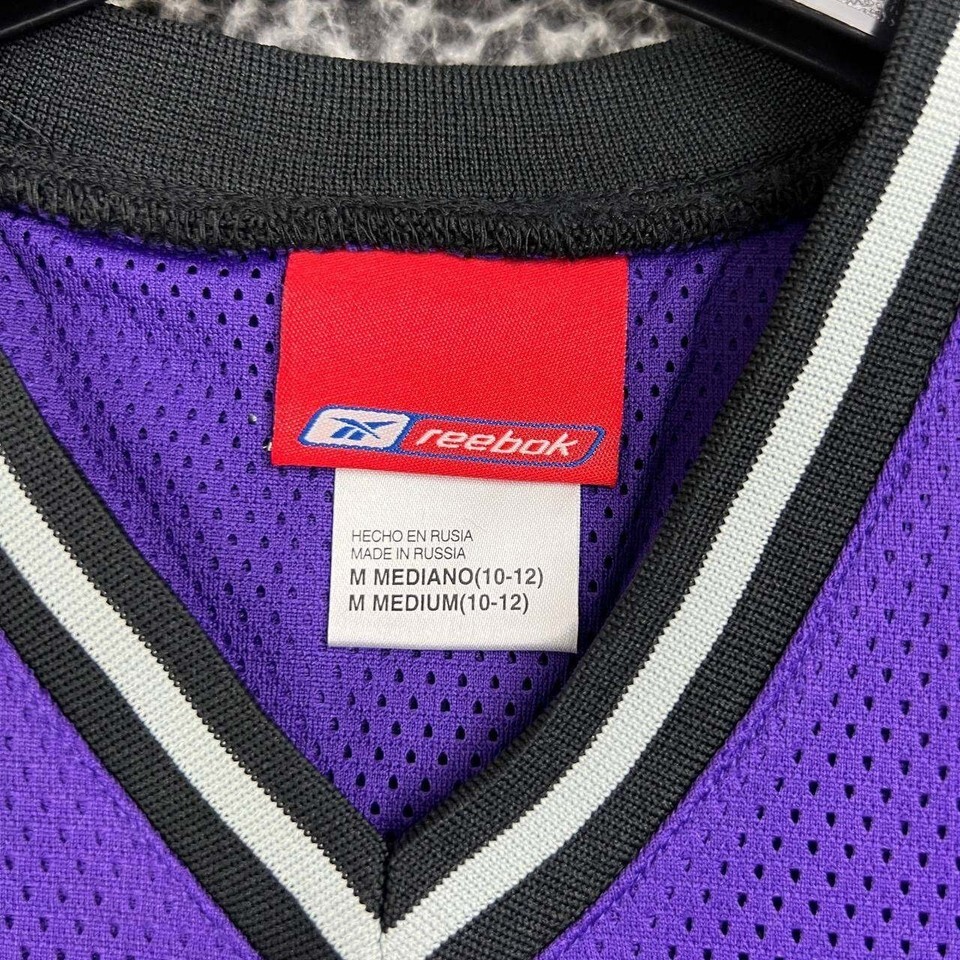 reebok
HECHO EN RUSIA
MADE IN RUSSIA
M MEDIANO(10-12)
M MEDIUM(10-12)